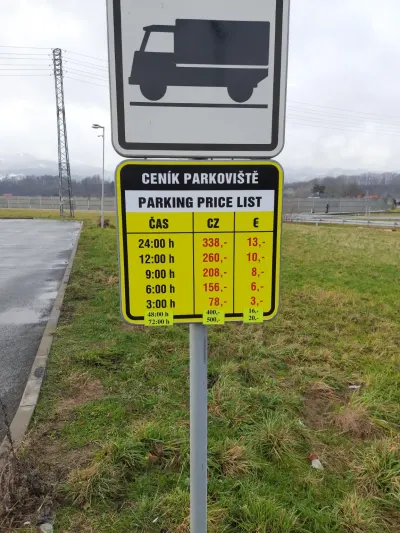 CENÍK PARKOVIŠTĚ
PARKING PRICE LIST
ČAS CZ €
24:00 h 338,- 13,-
12:00 h 260,- 10,-
9:00 h 208,- 8,-
6:00 h 156,- 6,-
3:00 h 78,- 3,-
48:00 h 400,- 16,-
72:00 h 500,- 20,-